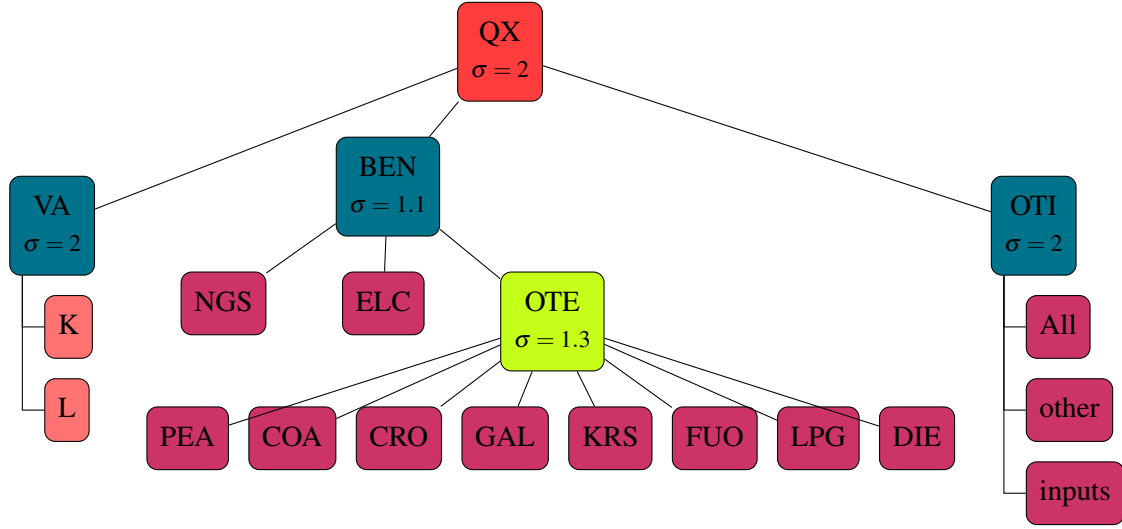 QX
σ = 2
BEN
σ = 1.1
VA
σ = 2
OTI
σ = 2
NGS
ELC
OTE
σ = 1.3
K
All
L
other
PEA
COA
CRO
GAL
KRS
FUO
LPG
DIE
inputs